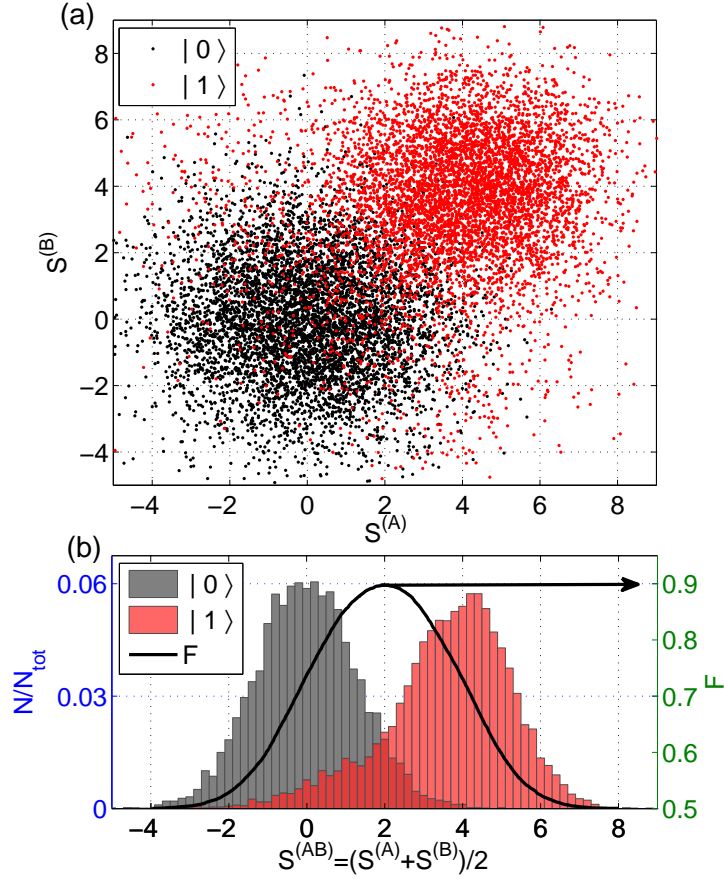 (a)
| 0 ⟩
| 1 ⟩
8
6
4
2
0
−2
−4
S(B)
−4 −2 0 2 4 6 8
S(A)
(b)
| 0 ⟩
| 1 ⟩
F
0.06
0.03
0
N/Ntot
0.9
0.8
0.7
0.6
0.5
F
−4 −2 0 2 4 6 8
S(AB)=(S(A)+S(B))/2